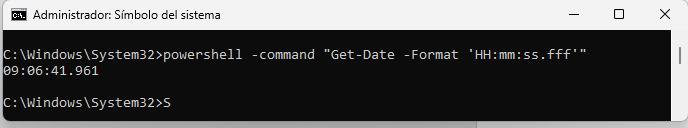 Administrador: Símbolo del sistema
C:\Windows\System32>powershell -command "Get-Date -Format 'HH:mm:ss.fff'"
09:06:41.961
C:\Windows\System32>S